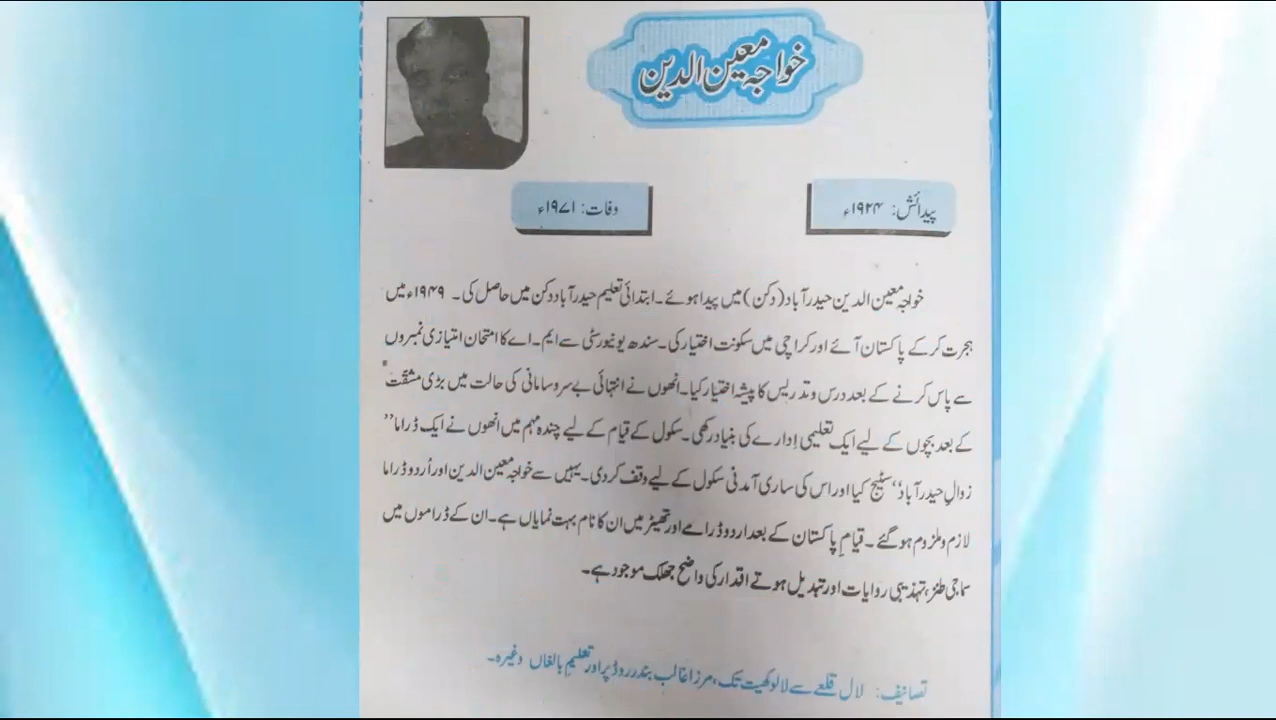 خواجہ معین الدین
پیدائش: ۱۹۲۴ء
وفات: ۱۹۷۱ء
خواجہ معین الدین حیدر آباد (دکن) میں پیدا ہوئے۔ ابتدائی تعلیم حیدر آباد دکن میں حاصل کی۔ ۱۹۴۹ء میں
ہجرت کر کے پاکستان آئے اور کراچی میں سکونت اختیار کی۔ سندھ یونیورسٹی سے ایم۔ اے کا امتحان امتیازی نمبروں
سے پاس کرنے کے بعد درس و تدریس کا پیشہ اختیار کیا۔ انھوں نے انتہائی بے سروسامانی کی حالت میں بڑی مشقت
کے بعد بچوں کے لیے ایک تعلیمی اِدارے کی بنیاد رکھی۔ سکول کے قیام کے لیے چندہ مہم میں انھوں نے ایک ڈراما ’’
زوالِ حیدر آباد‘‘ سٹیج کیا اور اس کی ساری آمدنی سکول کے لیے وقف کر دی۔ یہیں سے خواجہ معین الدین اور اُردو ڈراما
لازم و ملزوم ہو گئے۔ قیامِ پاکستان کے بعد اردو ڈرامے اور تھیٹر میں ان کا نام بہت نمایاں ہے۔ ان کے ڈراموں میں
سماجی طنز، تہذیبی روایات اور تبدیل ہوتے اقدار کی واضح جھلک موجود ہے۔
تصانیف: لال قلعے سے لالوکھیت تک، مرزا غالب بندر روڈ پر اور تعلیمِ بالغاں وغیرہ۔